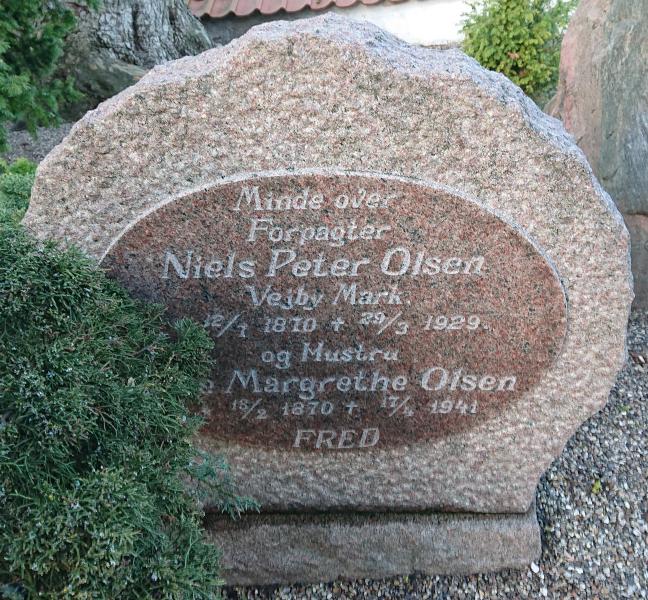 Minde over
Forpagter
Niels Peter Olsen
Vejby Mark.
12/7 1870 + 29/3 1929.
og Hustru
Margrethe Olsen
18/2 1870 + 17/4 1941
FRED